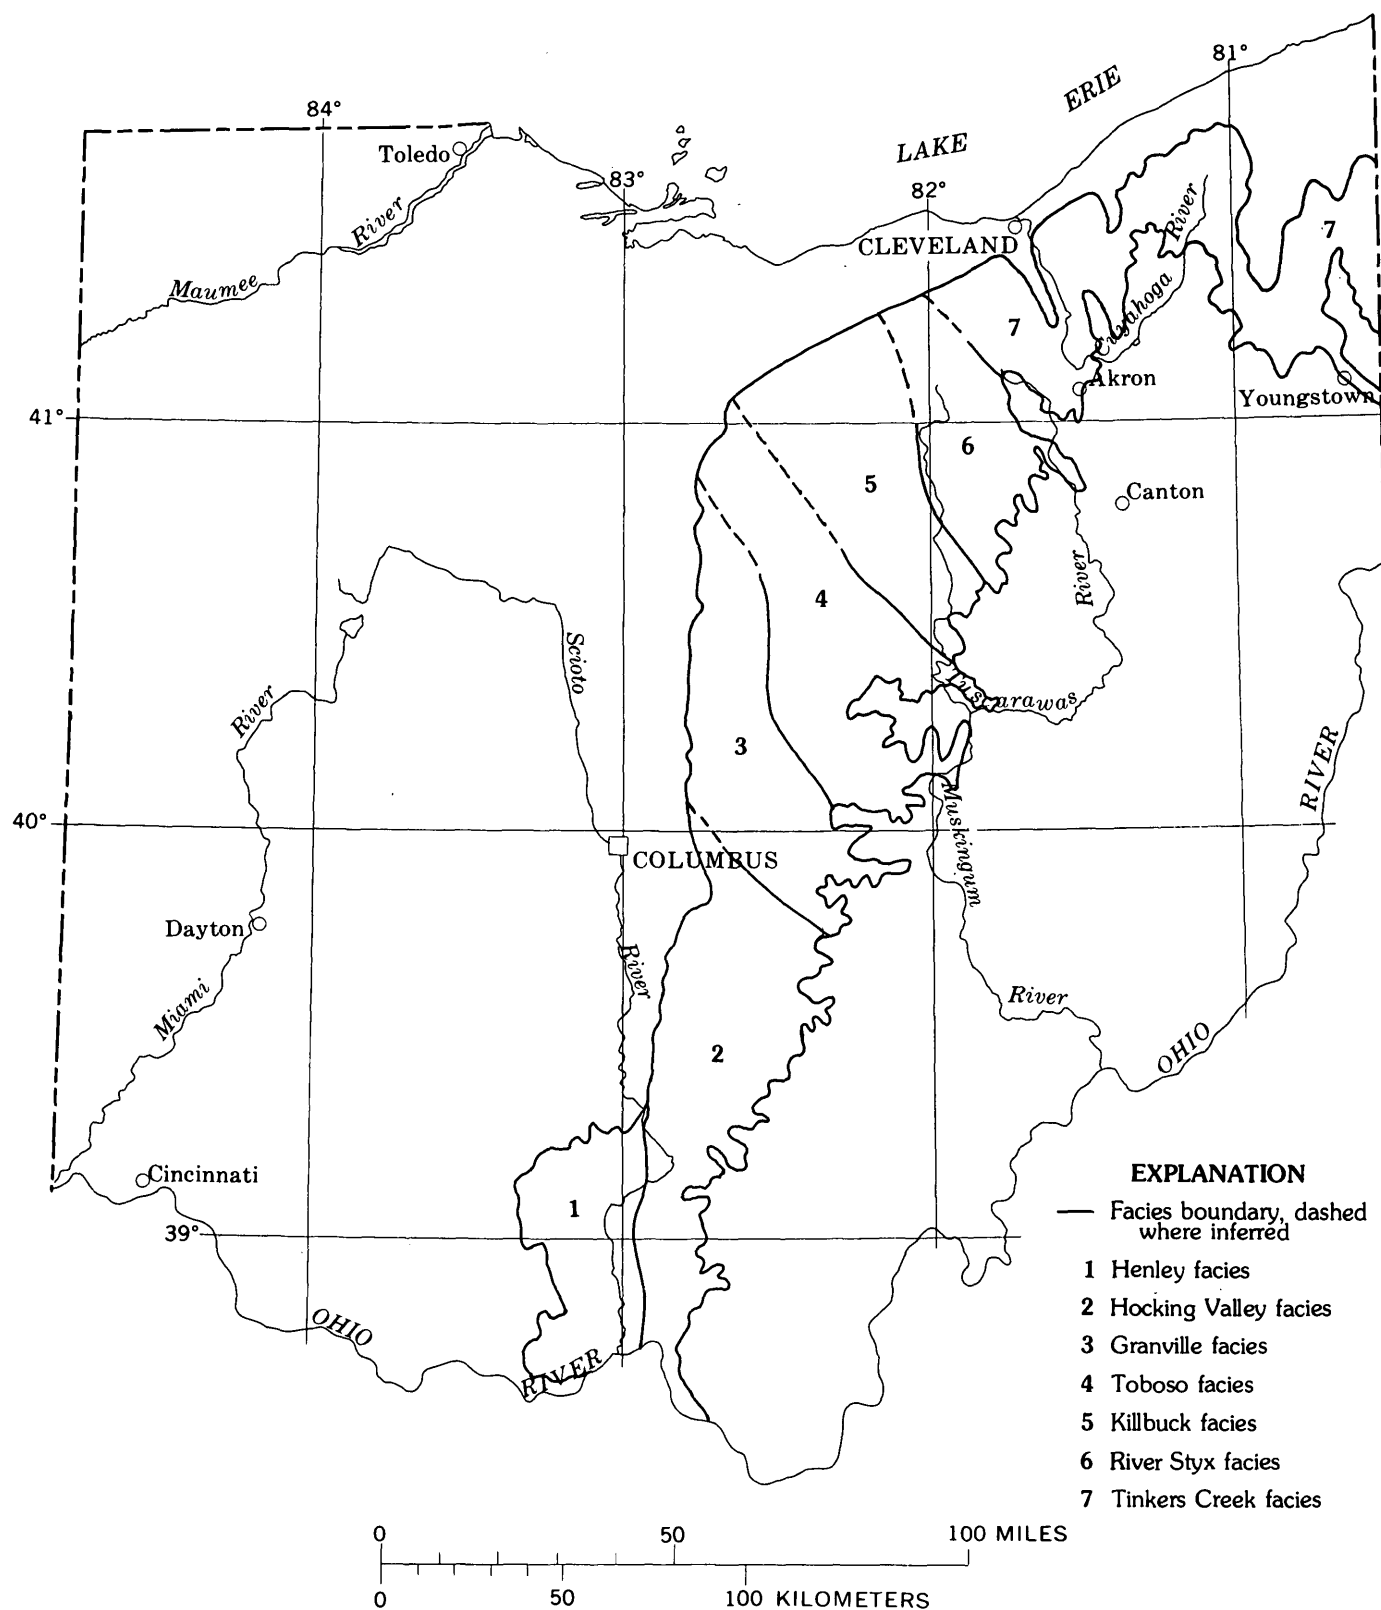 81°
ERIE
84°
LAKE
Toledo
83°
82°
River
River
CLEVELAND
7
Maumee
Cuyahoga
7
Akron
Youngstown
41°
6
5
Canton
River
4
Scioto
River
Tuscarawas
3
RIVER
40°
Muskingum
COLUMBUS
Dayton
River
Miami
River
OHIO
2
Cincinnati
1
39°
OHIO
RIVER
EXPLANATION
Facies boundary, dashed
where inferred
1 Henley facies
2 Hocking Valley facies
3 Granville facies
4 Toboso facies
5 Killbuck facies
6 River Styx facies
7 Tinkers Creek facies
0 50 100 MILES
0 50 100 KILOMETERS